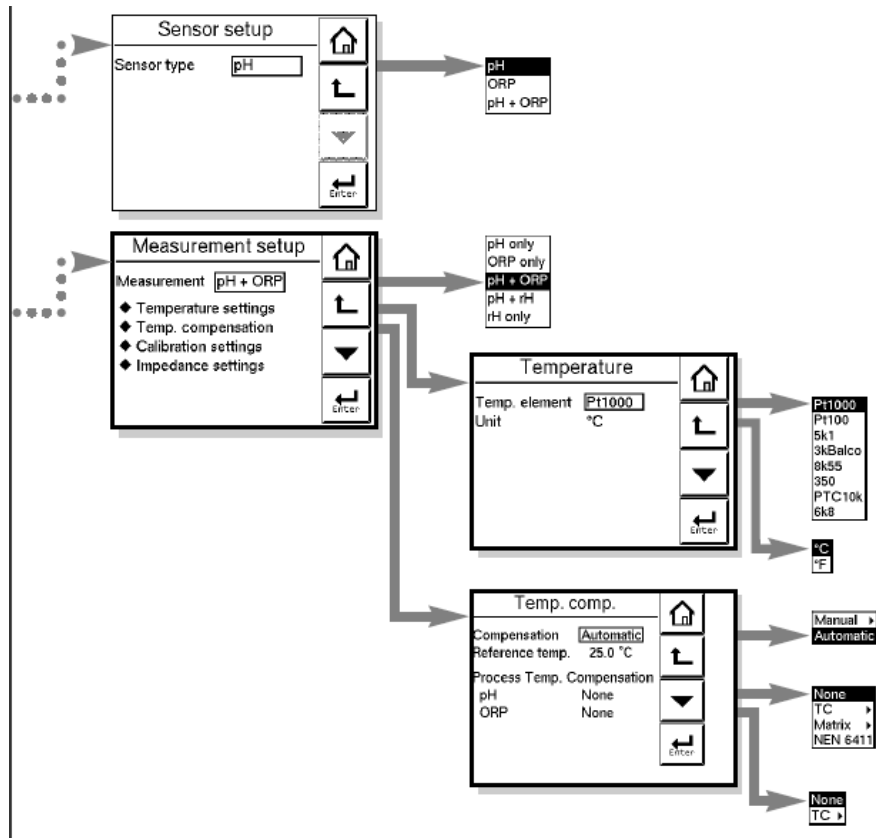 Sensor setup
Sensor type pH
Enter
pH
ORP
pH + ORP
Measurement setup
Measurement pH + ORP
◆ Temperature settings
◆ Temp. compensation
◆ Calibration settings
◆ Impedance settings
Enter
pH only
ORP only
pH + ORP
pH + rH
rH only
Temperature
Temp. element Pt1000
Unit °C
Enter
Pt1000
Pt100
5k1
3kBalco
8k55
350
PTC10k
6k8
°C
°F
Temp. comp.
Compensation Automatic
Reference temp. 25.0 °C
Process Temp. Compensation
pH None
ORP None
Enter
Manual
Automatic
None
TC
Matrix
NEN 6411
None
TC